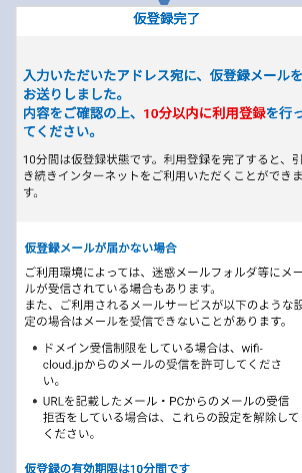 仮登録完了
入力いただいたアドレス宛に、仮登録メールを
お送りしました。
内容をご確認の上、10分以内に利用登録を行っ
てください。
10分間は仮登録状態です。利用登録を完了すると、引
き続きインターネットをご利用いただくことができま
す。
仮登録メールが届かない場合
ご利用環境によっては、迷惑メールフォルダ等にメー
ルが受信されている場合もあります。
また、ご利用されるメールサービスが以下のような設
定の場合はメールを受信できないことがあります。
• ドメイン受信制限をしている場合は、wifi-
cloud.jpからのメールの受信を許可してくださ
い。
• URLを記載したメール・PCからのメールの受信
拒否をしている場合は、これらの設定を解除して
ください。
仮登録の有効期限は10分間です